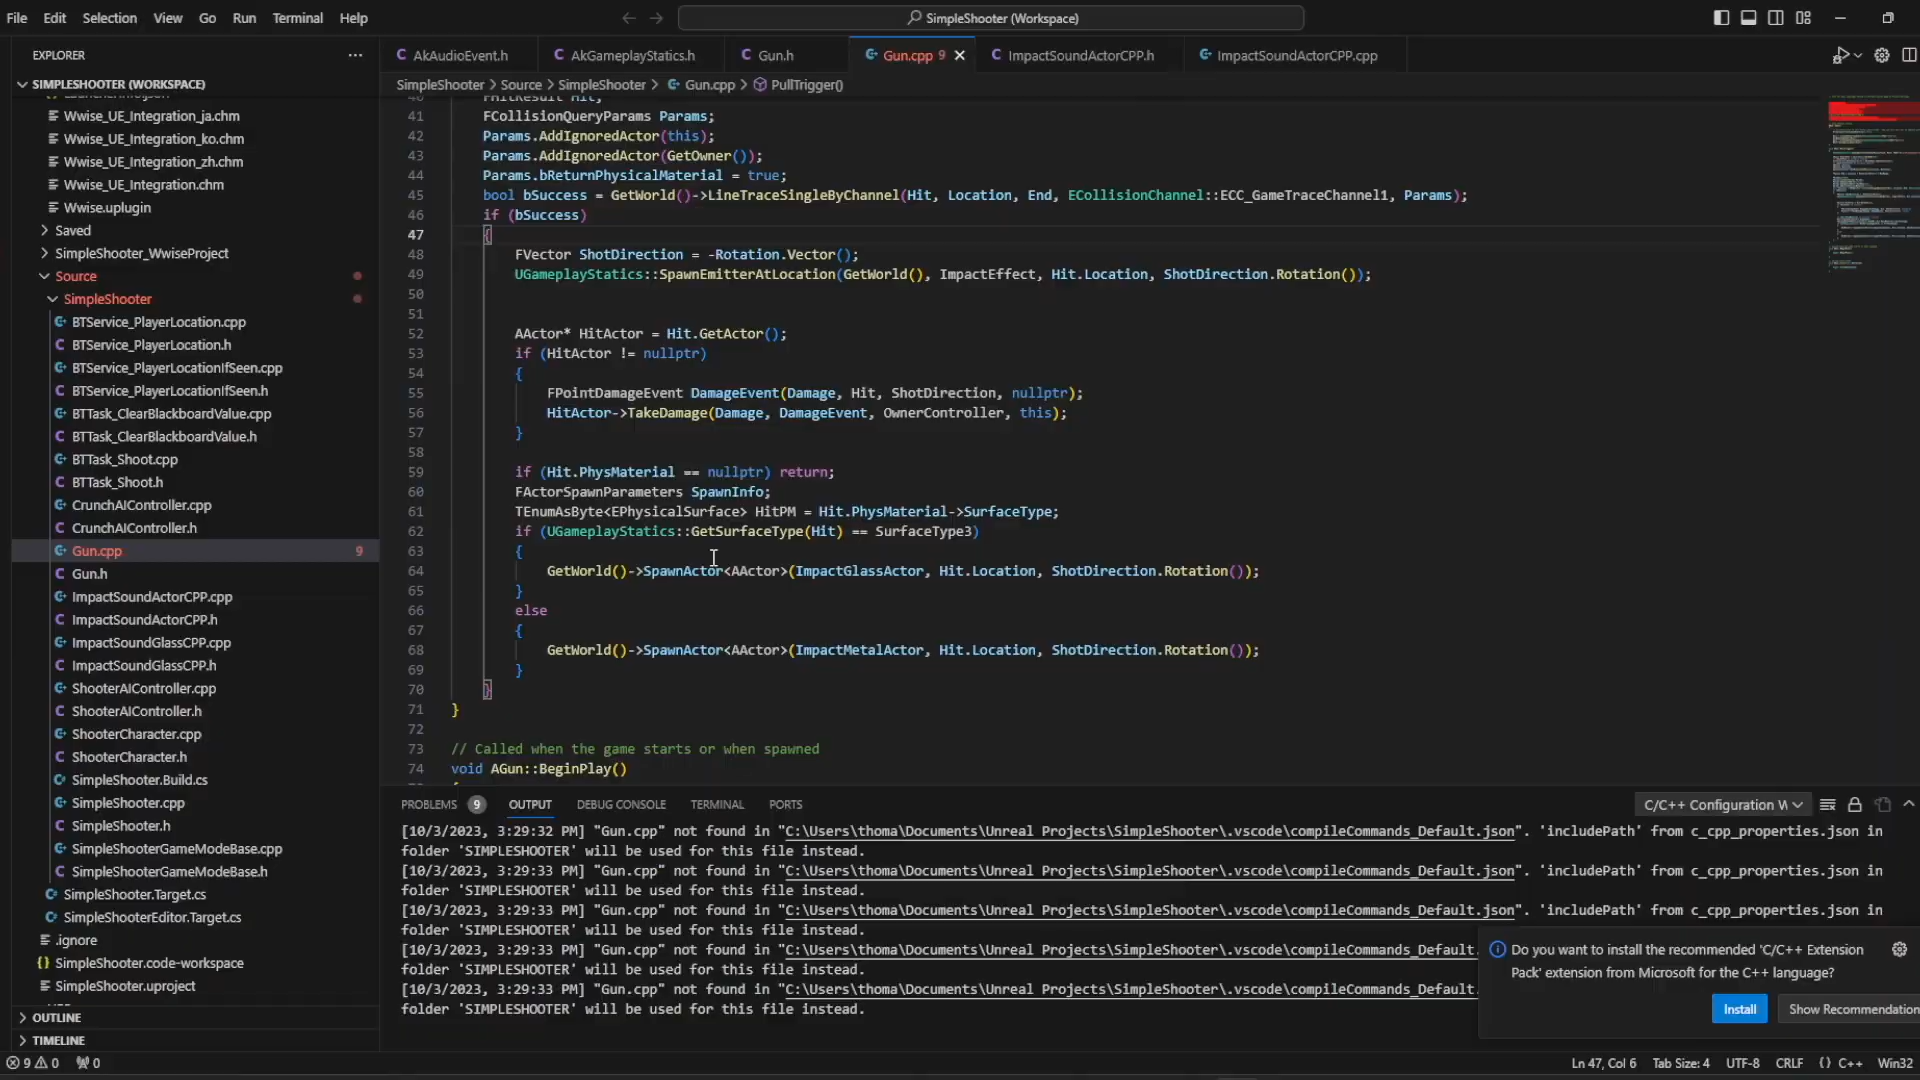 File Edit Selection View Go Run Terminal Help
SimpleShooter (Workspace)
EXPLORER
AkAudioEvent.h
AkGameplayStatics.h
Gun.h
Gun.cpp 9
ImpactSoundActorCPP.h
ImpactSoundActorCPP.cpp
SIMPLESHOOTER (WORKSPACE)
SimpleShooter > Source > SimpleShooter > Gun.cpp > PullTrigger()
Wwise_UE_Integration_ja.chm
Wwise_UE_Integration_ko.chm
Wwise_UE_Integration_zh.chm
Wwise_UE_Integration.chm
Wwise.uplugin
Saved
SimpleShooter_WwiseProject
Source
SimpleShooter
BTService_PlayerLocation.cpp
BTService_PlayerLocation.h
BTService_PlayerLocationIfSeen.cpp
BTService_PlayerLocationIfSeen.h
BTTask_ClearBlackboardValue.cpp
BTTask_ClearBlackboardValue.h
BTTask_Shoot.cpp
BTTask_Shoot.h
CrunchAIController.cpp
CrunchAIController.h
Gun.cpp 9
Gun.h
ImpactSoundActorCPP.cpp
ImpactSoundActorCPP.h
ImpactSoundGlassCPP.cpp
ImpactSoundGlassCPP.h
ShooterAIController.cpp
ShooterAIController.h
ShooterCharacter.cpp
ShooterCharacter.h
SimpleShooter.Build.cs
SimpleShooter.cpp
SimpleShooter.h
SimpleShooterGameModeBase.cpp
SimpleShooterGameModeBase.h
SimpleShooter.Target.cs
SimpleShooterEditor.Target.cs
.ignore
SimpleShooter.code-workspace
SimpleShooter.uproject
OUTLINE
TIMELINE
40 FHitResult Hit;
41 FCollisionQueryParams Params;
42 Params.AddIgnoredActor(this);
43 Params.AddIgnoredActor(GetOwner());
44 Params.bReturnPhysicalMaterial = true;
45 bool bSuccess = GetWorld()->LineTraceSingleByChannel(Hit, Location, End, ECollisionChannel::ECC_GameTraceChannel1, Params);
46 if (bSuccess)
47 {
48 FVector ShotDirection = -Rotation.Vector();
49 UGameplayStatics::SpawnEmitterAtLocation(GetWorld(), ImpactEffect, Hit.Location, ShotDirection.Rotation());
50
51
52 AActor* HitActor = Hit.GetActor();
53 if (HitActor != nullptr)
54 {
55 FPointDamageEvent DamageEvent(Damage, Hit, ShotDirection, nullptr);
56 HitActor->TakeDamage(Damage, DamageEvent, OwnerController, this);
57 }
58
59 if (Hit.PhysMaterial == nullptr) return;
60 FActorSpawnParameters SpawnInfo;
61 TEnumAsByte<EPhysicalSurface> HitPM = Hit.PhysMaterial->SurfaceType;
62 if (UGameplayStatics::GetSurfaceType(Hit) == SurfaceType3)
63 {
64 GetWorld()->SpawnActor<AActor>(ImpactGlassActor, Hit.Location, ShotDirection.Rotation());
65 }
66 else
67 {
68 GetWorld()->SpawnActor<AActor>(ImpactMetalActor, Hit.Location, ShotDirection.Rotation());
69 }
70 }
71 }
72
73 // Called when the game starts or when spawned
74 void AGun::BeginPlay()
PROBLEMS 9 OUTPUT DEBUG CONSOLE TERMINAL PORTS
C/C++ Configuration W
[10/3/2023, 3:29:32 PM] "Gun.cpp" not found in "C:\Users\thoma\Documents\Unreal Projects\SimpleShooter\.vscode\compileCommands_Default.json". 'includePath' from c_cpp_properties.json in
folder 'SIMPLESHOOTER' will be used for this file instead.
[10/3/2023, 3:29:33 PM] "Gun.cpp" not found in "C:\Users\thoma\Documents\Unreal Projects\SimpleShooter\.vscode\compileCommands_Default.json". 'includePath' from c_cpp_properties.json in
folder 'SIMPLESHOOTER' will be used for this file instead.
[10/3/2023, 3:29:33 PM] "Gun.cpp" not found in "C:\Users\thoma\Documents\Unreal Projects\SimpleShooter\.vscode\compileCommands_Default.json". 'includePath' from c_cpp_properties.json in
folder 'SIMPLESHOOTER' will be used for this file instead.
[10/3/2023, 3:29:33 PM] "Gun.cpp" not found in "C:\Users\thoma\Documents\Unreal Projects\SimpleShooter\.vscode\compileCommands_Default.
folder 'SIMPLESHOOTER' will be used for this file instead.
[10/3/2023, 3:29:33 PM] "Gun.cpp" not found in "C:\Users\thoma\Documents\Unreal Projects\SimpleShooter\.vscode\compileCommands_Default.
folder 'SIMPLESHOOTER' will be used for this file instead.
Do you want to install the recommended 'C/C++ Extension
Pack' extension from Microsoft for the C++ language?
Install
Show Recommendation
9 0 0
Ln 47, Col 6 Tab Size: 4 UTF-8 CRLF {} C++ Win32